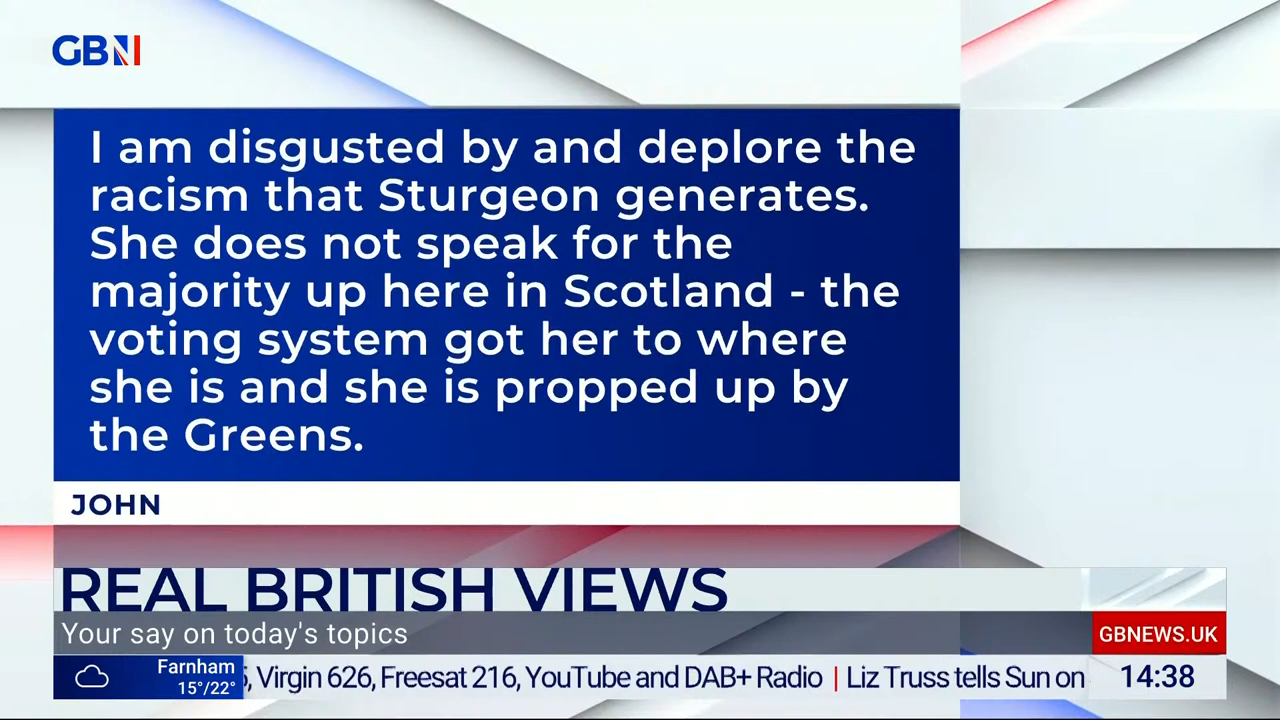 GBN
I am disgusted by and deplore the
racism that Sturgeon generates.
She does not speak for the
majority up here in Scotland - the
voting system got her to where
she is and she is propped up by
the Greens.
JOHN
REAL BRITISH VIEWS
Your say on today's topics
GBNEWS.UK
Farnham
15°/22°
, Virgin 626, Freesat 216, YouTube and DAB+ Radio | Liz Truss tells Sun on
14:38